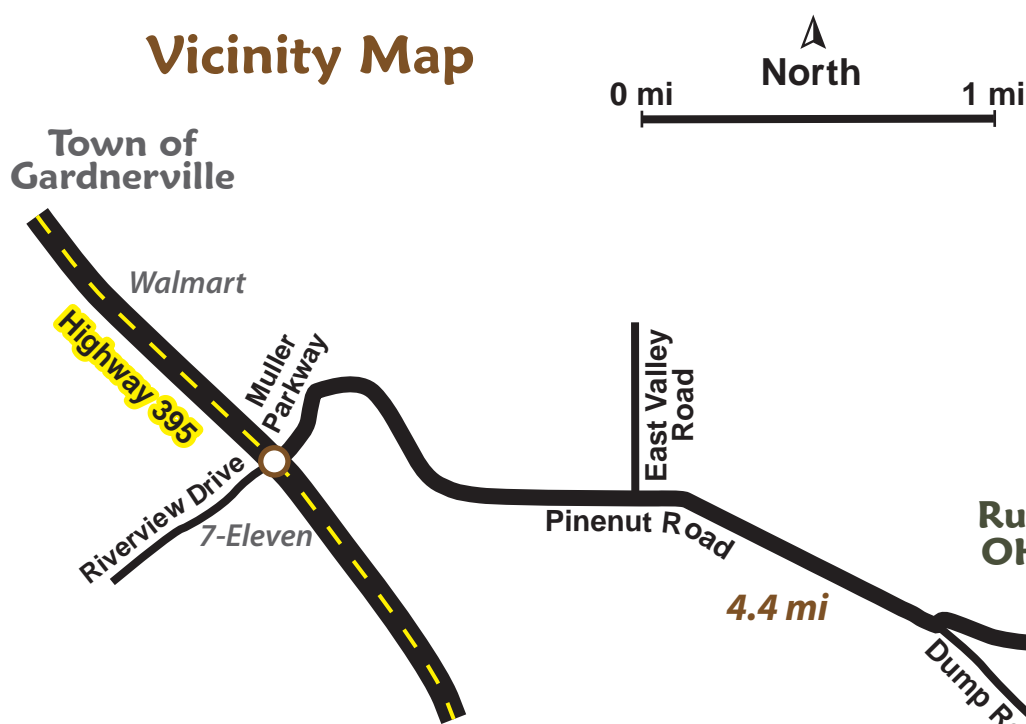 Vicinity Map
North
0 mi
1 mi
Town of
Gardnerville
Walmart
Highway 395
Muller
Parkway
East Valley
Road
Riverview Drive
7-Eleven
Pinenut Road
4.4 mi
Dump